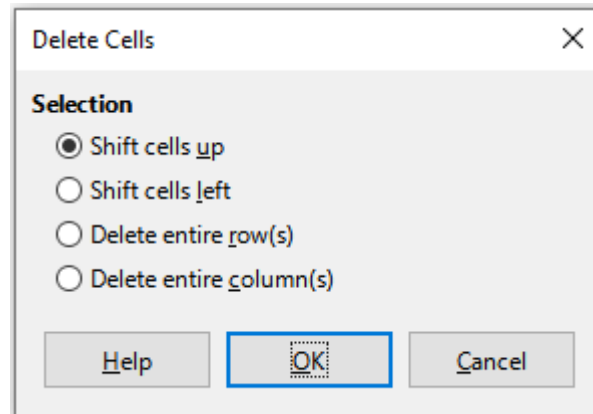 Delete Cells
Selection
Shift cells up
Shift cells left
Delete entire row(s)
Delete entire column(s)
Help OK Cancel